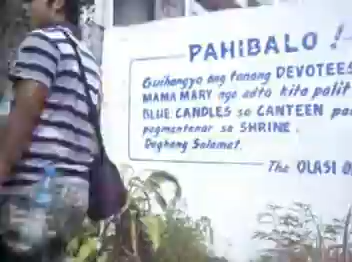 PAHIBALO !
Guihangyo ang tanang DEVOTEES
MAMA MARY nga adto kita palit
BLUE CANDLES sa CANTEEN
pagmentenar sa SHRINE.
Daghang Salamat.
The OLASI